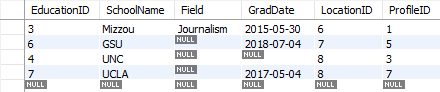 EducationID SchoolName Field GradDate LocationID ProfileID
3 Mizzou Journalism 2015-05-30 6 1
6 GSU NULL 2018-07-04 7 5
4 UNC NULL NULL 8 3
7 UCLA NULL 2017-05-04 8 7
NULL NULL NULL NULL NULL NULL